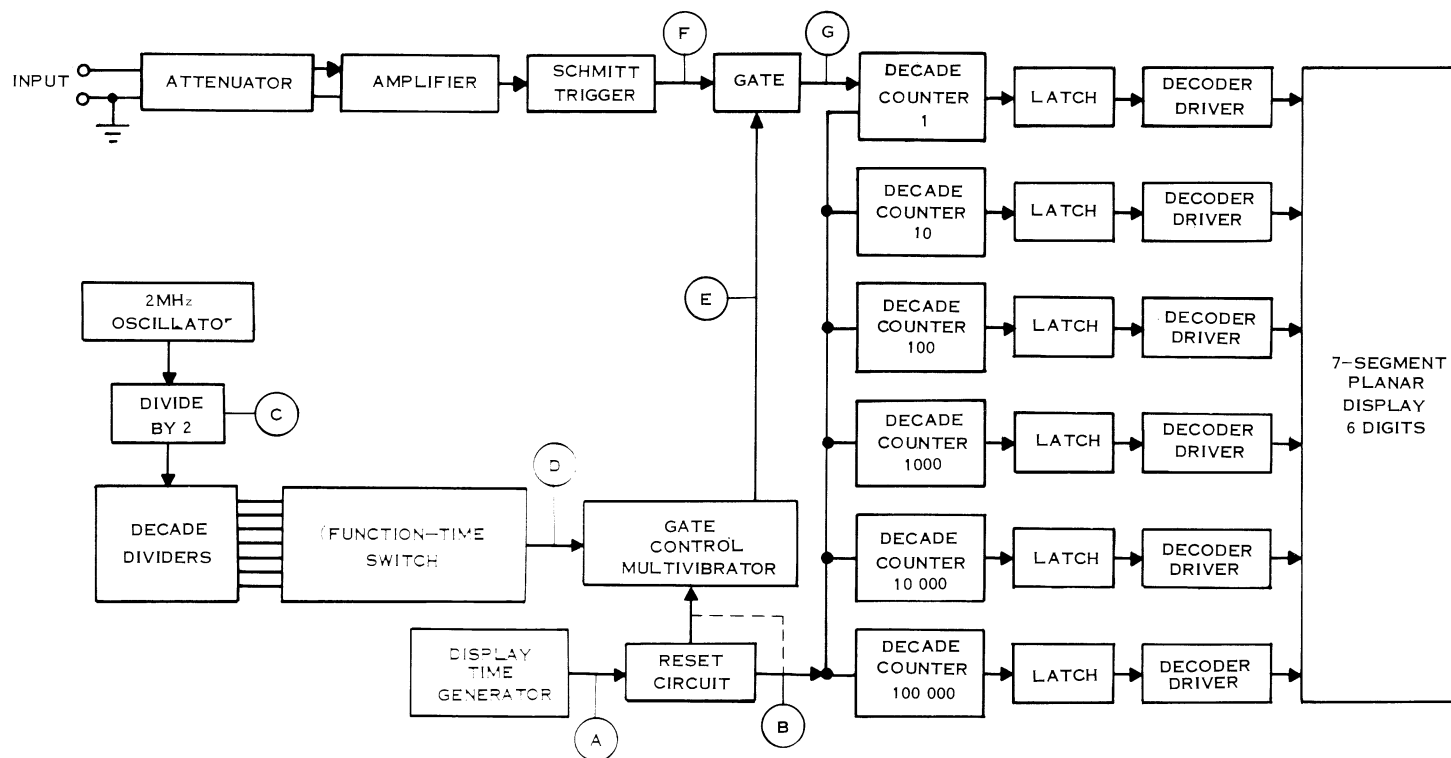 INPUT
ATTENUATOR
AMPLIFIER
SCHMITT
TRIGGER
F
GATE
G
DECADE
COUNTER
1
LATCH
DECODER
DRIVER
DECADE
COUNTER
10
LATCH
DECODER
DRIVER
2MHz
OSCILLATOR
E
DECADE
COUNTER
100
LATCH
DECODER
DRIVER
7-SEGMENT
PLANAR
DISPLAY
6 DIGITS
DIVIDE
BY 2
C
DECADE
COUNTER
1000
LATCH
DECODER
DRIVER
DECADE
DIVIDERS
FUNCTION-TIME
SWITCH
D
GATE
CONTROL
MULTIVIBRATOR
DECADE
COUNTER
10 000
LATCH
DECODER
DRIVER
DISPLAY
TIME
GENERATOR
A
RESET
CIRCUIT
B
DECADE
COUNTER
100 000
LATCH
DECODER
DRIVER